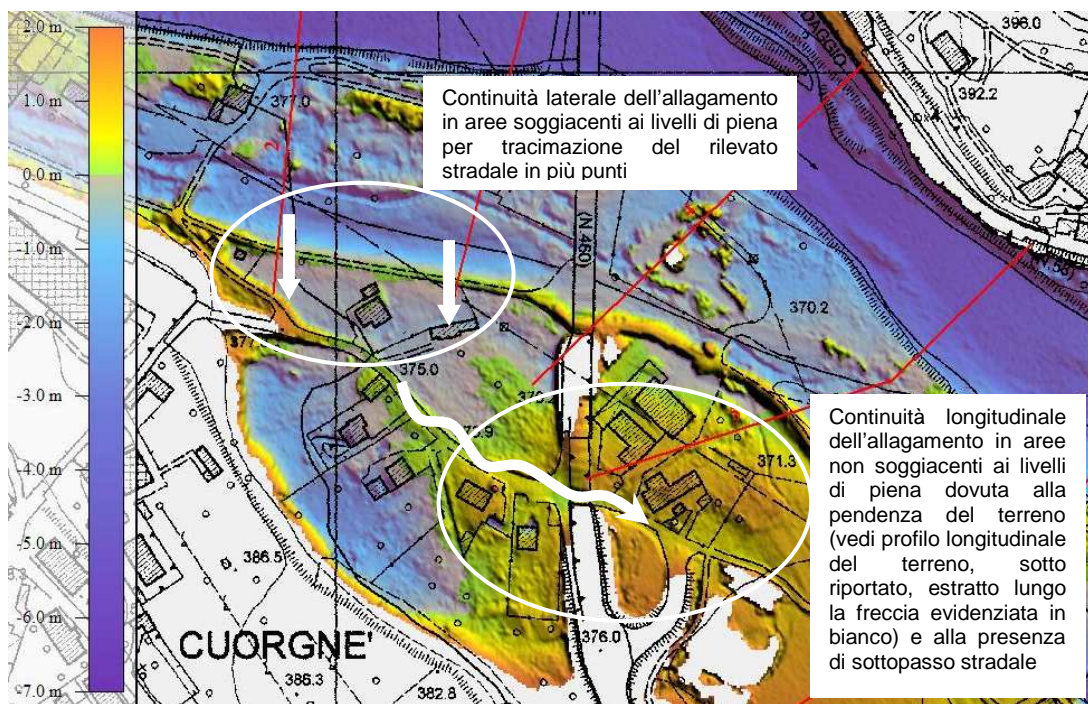 2.0 m
1.0 m
0.0 m
-1.0 m
-2.0 m
-3.0 m
-4.0 m
-5.0 m
-6.0 m
-7.0 m
396.0
392.2
377.0
Continuità laterale dell'allagamento
in aree soggiacenti ai livelli di piena
per tracimazione del rilevato
stradale in più punti
(N 460)
370.2
375.0
371.3
Continuità longitudinale
dell'allagamento in aree
non soggiacenti ai livelli
di piena dovuta alla
pendenza del terreno
(vedi profilo longitudinale
del terreno, sotto
riportato, estratto lungo
la freccia evidenziata in
bianco) e alla presenza
di sottopasso stradale
386.5
376.0
CUORGNE'
386.3
382.8